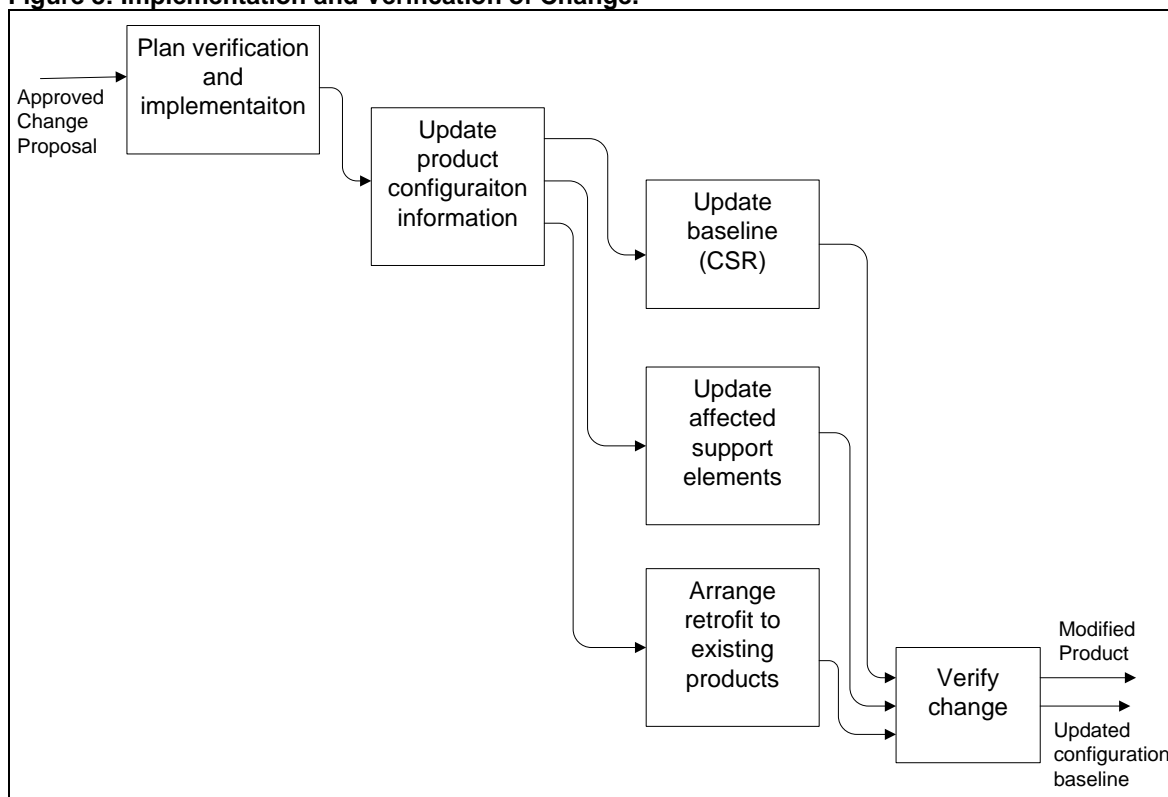 Figure 3. Implementation and Verification of Change.
Plan verification
and
implementaiton
Approved
Change
Proposal
Update
product
configuraiton
information
Update
baseline
(CSR)
Update
affected
support
elements
Arrange
retrofit to
existing
products
Verify
change
Modified
Product
Updated
configuration
baseline